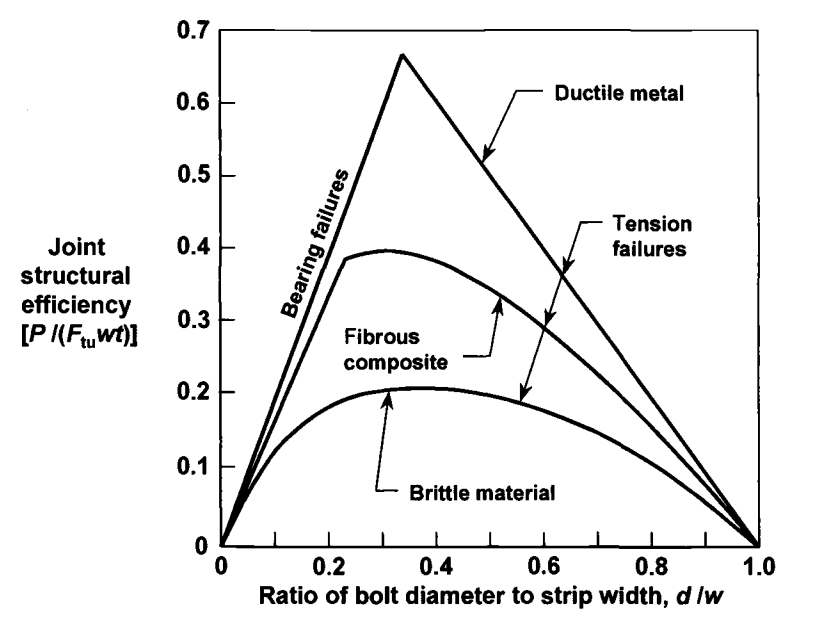 0.7
0.6
0.5
0.4
0.3
0.2
0.1
0
Joint
structural
efficiency
[P /(Ftuwt)]
Bearing failures
Ductile metal
Tension
failures
Fibrous
composite
Brittle material
0 0.2 0.4 0.6 0.8 1.0
Ratio of bolt diameter to strip width, d /w